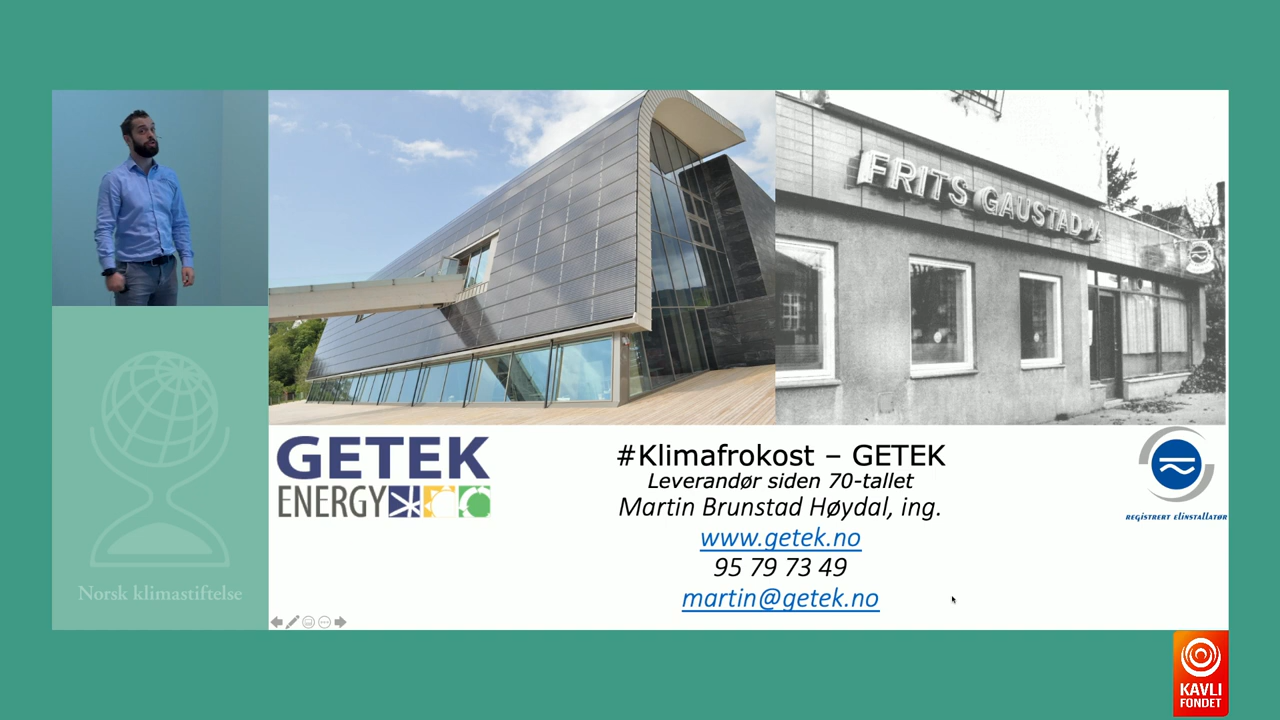 FRITS GAUSTAD
GETEK
ENERGY
#Klimafrokost – GETEK
Leverandør siden 70-tallet
Martin Brunstad Høydal, ing.
www.getek.no
95 79 73 49
martin@getek.no
REGISTRERT ELINSTALLATØR
Norsk klimastiftelse
KAVLI
FONDET